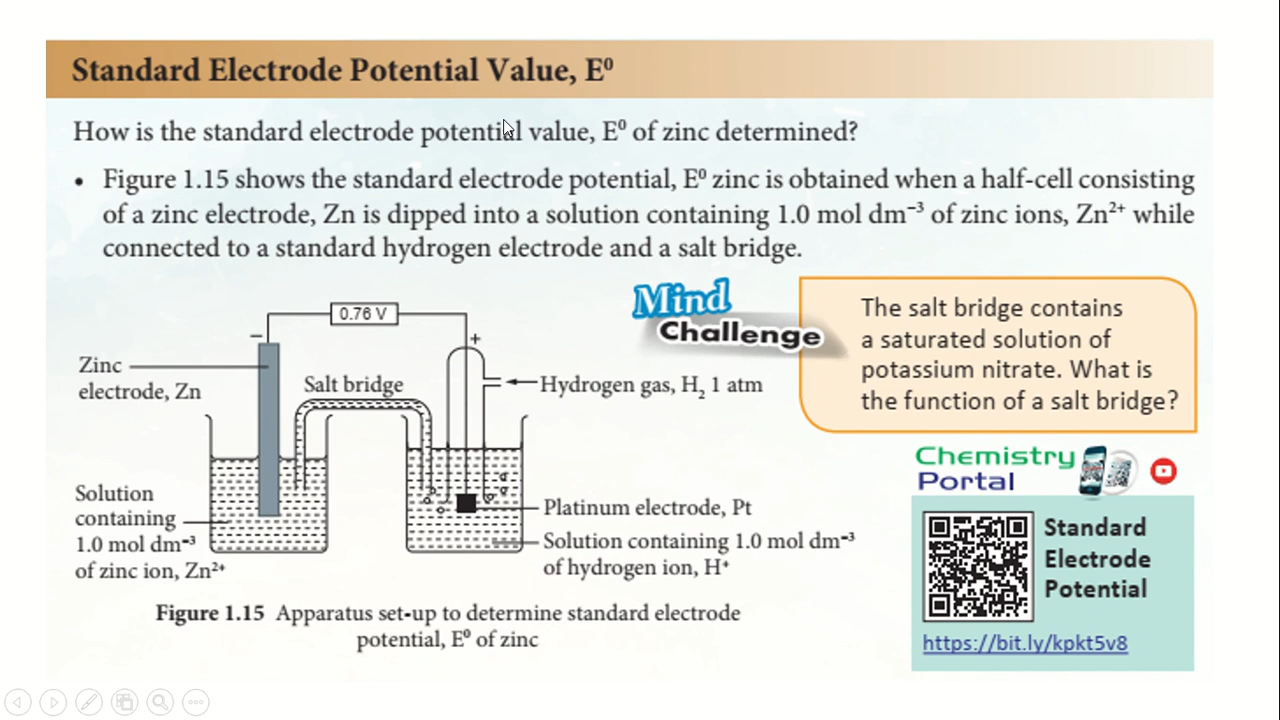 Standard Electrode Potential Value, E⁰
How is the standard electrode potential value, E⁰ of zinc determined?
• Figure 1.15 shows the standard electrode potential, E⁰ zinc is obtained when a half-cell consisting
of a zinc electrode, Zn is dipped into a solution containing 1.0 mol dm⁻³ of zinc ions, Zn²⁺ while
connected to a standard hydrogen electrode and a salt bridge.
Mind
Challenge
The salt bridge contains
a saturated solution of
potassium nitrate. What is
the function of a salt bridge?
0.76 V
−
+
Zinc
electrode, Zn
Salt bridge
Hydrogen gas, H₂ 1 atm
Solution
containing
1.0 mol dm⁻³
of zinc ion, Zn²⁺
Platinum electrode, Pt
Solution containing 1.0 mol dm⁻³
of hydrogen ion, H⁺
Figure 1.15 Apparatus set-up to determine standard electrode
potential, E⁰ of zinc
Chemistry
Portal
Standard
Electrode
Potential
https://bit.ly/kpkt5v8